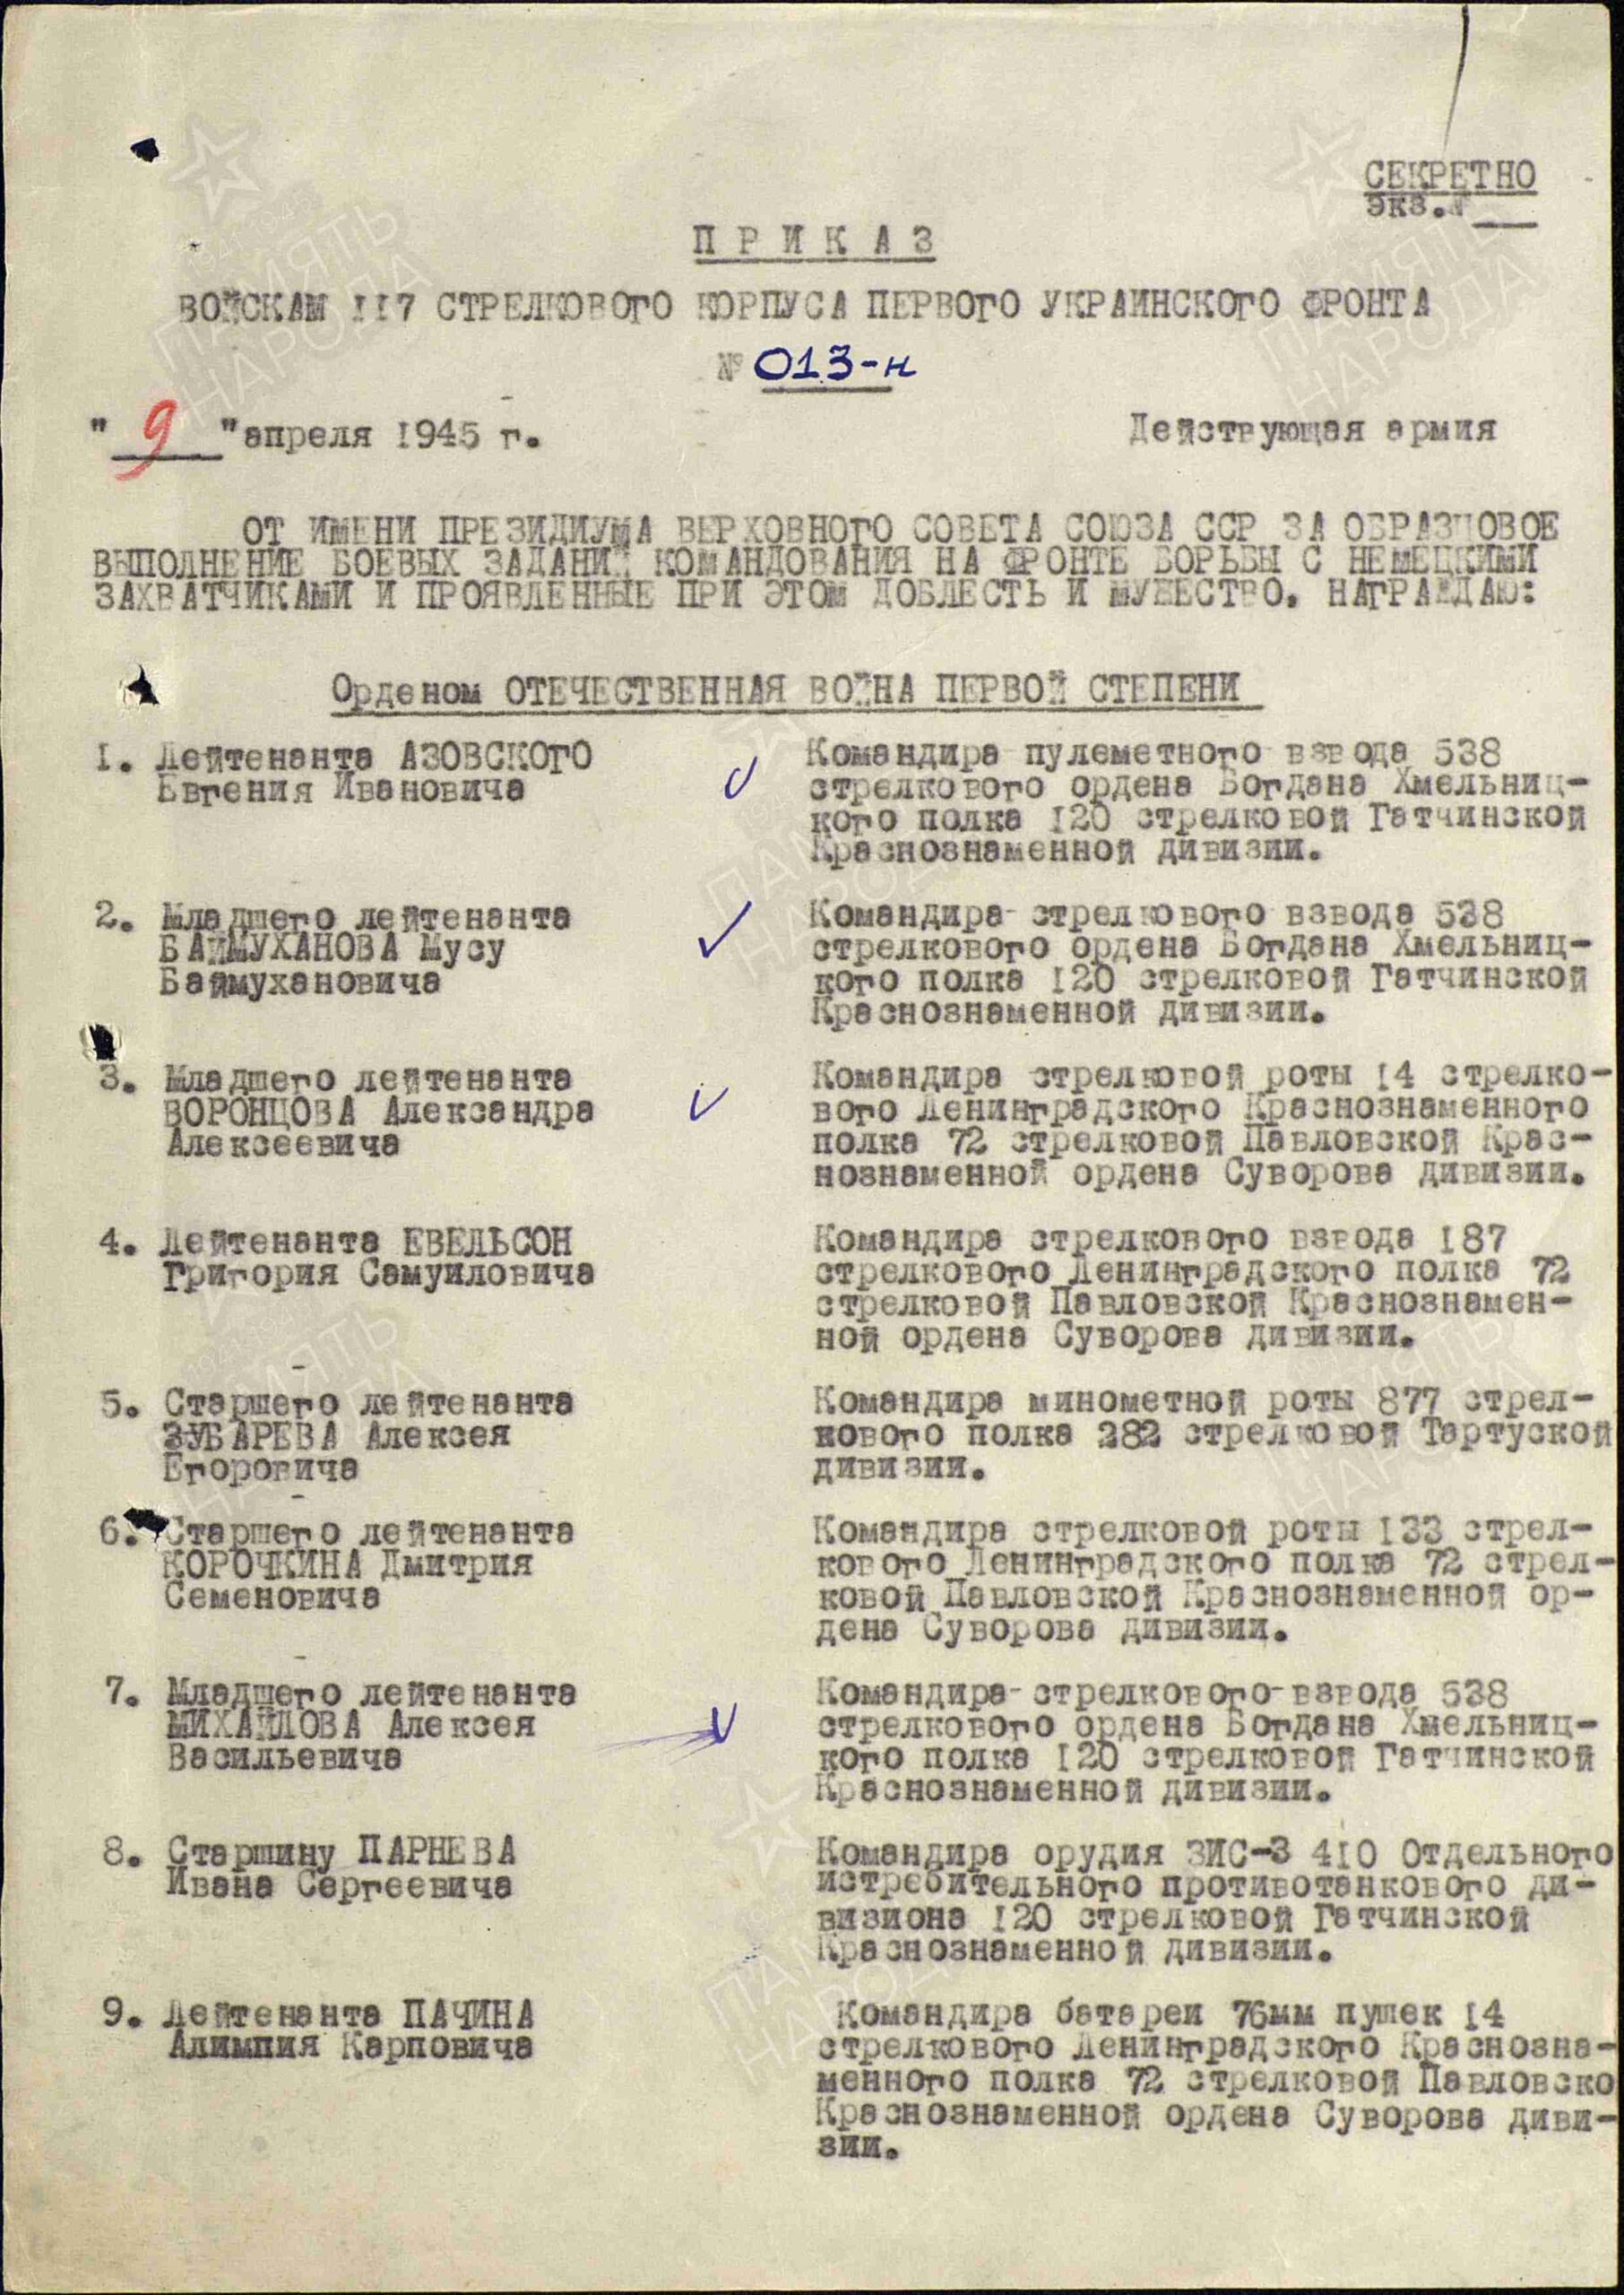 СЕКРЕТНО
Экз.№
ПРИКАЗ
ВОЙСКАМ 117 СТРЕЛКОВОГО КОРПУСА ПЕРВОГО УКРАИНСКОГО ФРОНТА
№ 013-н
"9" апреля 1945 г. Действующая армия
ОТ ИМЕНИ ПРЕЗИДИУМА ВЕРХОВНОГО СОВЕТА СОЮЗА ССР ЗА ОБРАЗЦОВОЕ
ВЫПОЛНЕНИЕ БОЕВЫХ ЗАДАНИЙ КОМАНДОВАНИЯ НА ФРОНТЕ БОРЬБЫ С НЕМЕЦКИМИ
ЗАХВАТЧИКАМИ И ПРОЯВЛЕННЫЕ ПРИ ЭТОМ ДОБЛЕСТЬ И МУЖЕСТВО, НАГРАЖДАЮ:
Орденом ОТЕЧЕСТВЕННАЯ ВОЙНА ПЕРВОЙ СТЕПЕНИ
1. Лейтенанта АЗОВСКОГО
Евгения Ивановича
Командира пулеметного взвода 538
стрелкового ордена Богдана Хмельниц-
кого полка 120 стрелковой Гатчинской
Краснознаменной дивизии.
2. Младшего лейтенанта
БАЙМУХАНОВА Мусу
Баймухановича
Командира стрелкового взвода 538
стрелкового ордена Богдана Хмельниц-
кого полка 120 стрелковой Гатчинской
Краснознаменной дивизии.
3. Младшего лейтенанта
ВОРОНЦОВА Александра
Алексеевича
Командира стрелковой роты 14 стрелко-
вого Ленинградского Краснознаменного
полка 72 стрелковой Павловской Крас-
нознаменной ордена Суворова дивизии.
4. Лейтенанта ЕВЕЛЬСОН
Григория Самуиловича
Командира стрелкового взвода 187
стрелкового Ленинградского полка 72
стрелковой Павловской Краснознамен-
ной ордена Суворова дивизии.
5. Старшего лейтенанта
ЗУБАРЕВА Алексея
Егоровича
Командира минометной роты 877 стрел-
кового полка 282 стрелковой Тартуской
дивизии.
6. Старшего лейтенанта
КОРОЧКИНА Дмитрия
Семеновича
Командира стрелковой роты 133 стрел-
кового Ленинградского полка 72 стрел-
ковой Павловской Краснознаменной ор-
дена Суворова дивизии.
7. Младшего лейтенанта
МИХАЙЛОВА Алексея
Васильевича
Командира стрелкового взвода 538
стрелкового ордена Богдана Хмельниц-
кого полка 120 стрелковой Гатчинской
Краснознаменной дивизии.
8. Старшину ПАРНЕВА
Ивана Сергеевича
Командира орудия ЗИС-3 410 Отдельного
истребительного противотанкового ди-
визиона 120 стрелковой Гатчинской
Краснознаменной дивизии.
9. Лейтенанта ПАЧИНА
Алимпия Карповича
Командира батареи 76мм пушек 14
стрелкового Ленинградского Краснозна-
менного полка 72 стрелковой Павловско
Краснознаменной ордена Суворова диви-
зии.
ПАМЯТЬ
НАРОДА